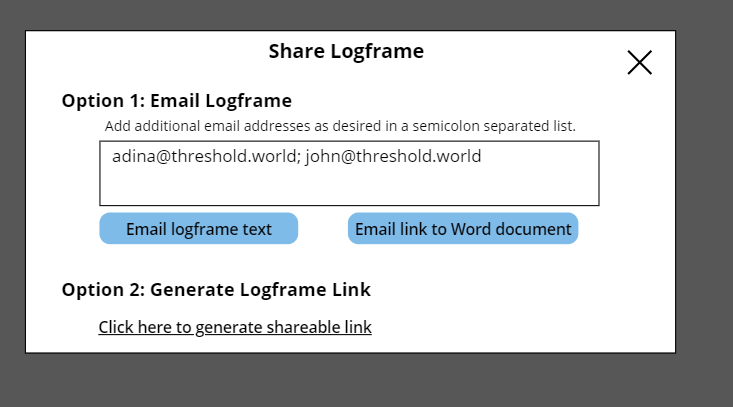 Share Logframe
Option 1: Email Logframe
Add additional email addresses as desired in a semicolon separated list.
adina@threshold.world; john@threshold.world
Email logframe text
Email link to Word document
Option 2: Generate Logframe Link
Click here to generate shareable link